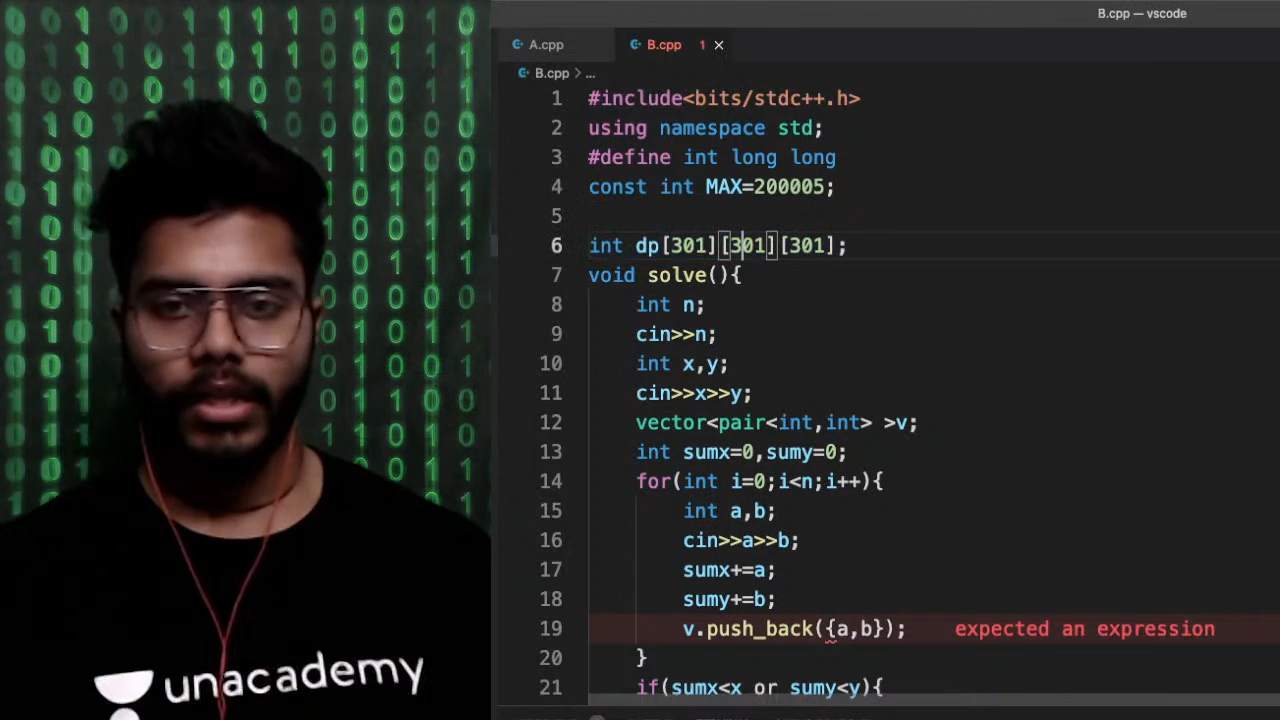 B.cpp — vscode
A.cpp
B.cpp 1
B.cpp > ...
1 #include<bits/stdc++.h>
2 using namespace std;
3 #define int long long
4 const int MAX=200005;
5
6 int dp[301][301][301];
7 void solve(){
8 int n;
9 cin>>n;
10 int x,y;
11 cin>>x>>y;
12 vector<pair<int,int> >v;
13 int sumx=0,sumy=0;
14 for(int i=0;i<n;i++){
15 int a,b;
16 cin>>a>>b;
17 sumx+=a;
18 sumy+=b;
19 v.push_back({a,b}); expected an expression
20 }
21 if(sumx<x or sumy<y){
unacademy